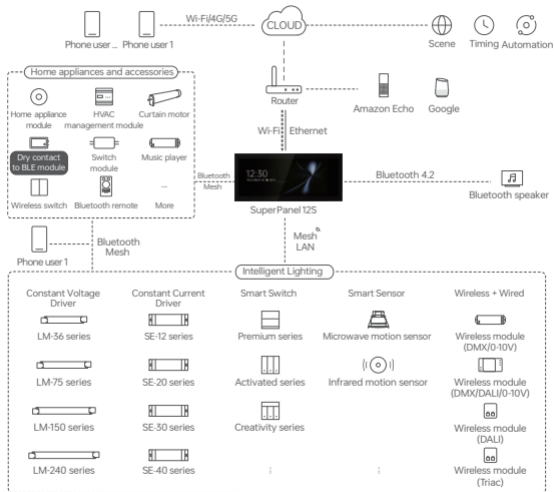 Wi-Fi/4G/5G
CLOUD
Phone user ... Phone user 1
Scene Timing Automation
Home appliances and accessories
Router
Amazon Echo Google
Home appliance
module
HVAC
management module
Curtain motor
Wi-Fi Ethernet
Dry contact
to BLE module
Switch
module
Music player
Bluetooth
Mesh
12:30
Bluetooth 4.2
Bluetooth speaker
Wireless switch Bluetooth remote More
SuperPanel 12S
Phone user 1
Bluetooth
Mesh
Mesh
LAN
Intelligent Lighting
Constant Voltage
Driver
Constant Current
Driver
Smart Switch
Smart Sensor
Wireless + Wired
LM-36 series
SE-12 series
Premium series
Microwave motion sensor
Wireless module
(DMX/0-10V)
LM-75 series
SE-20 series
Activated series
Infrared motion sensor
Wireless module
(DMX/DALI/0-10V)
LM-150 series
SE-30 series
Creativity series
Wireless module
(DALI)
LM-240 series
SE-40 series
Wireless module
(Triac)